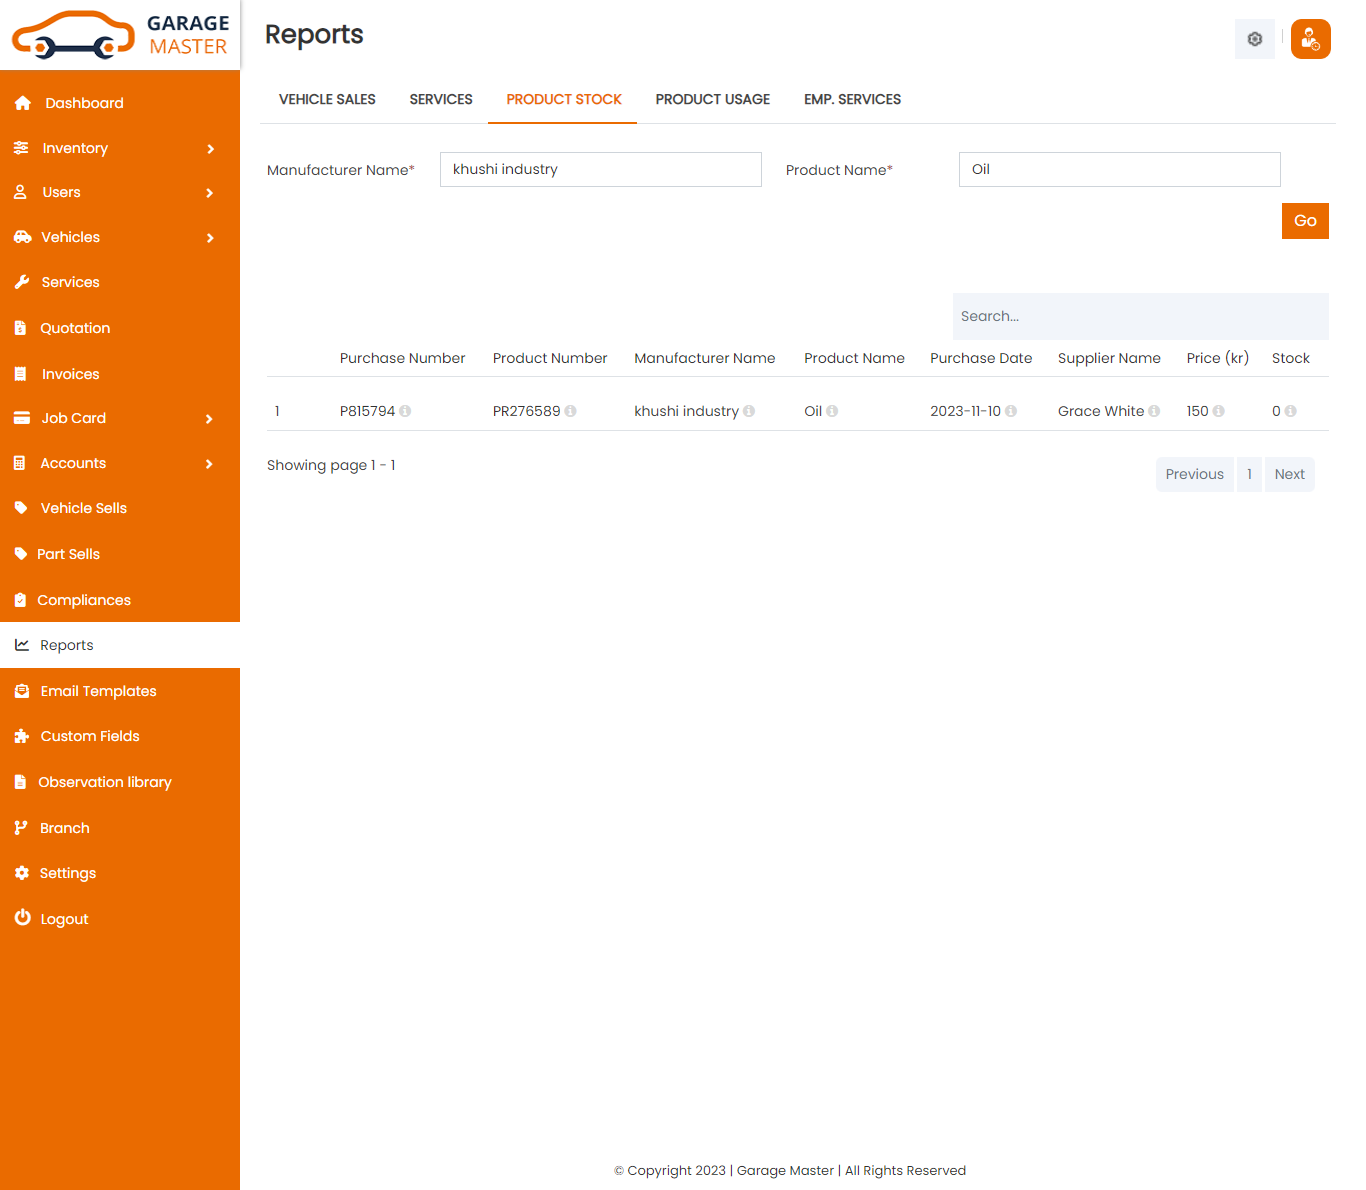 GARAGE
MASTER
Reports
Dashboard
Inventory
Users
Vehicles
Services
Quotation
Invoices
Job Card
Accounts
Vehicle Sells
Part Sells
Compliances
Reports
Email Templates
Custom Fields
Observation library
Branch
Settings
Logout
VEHICLE SALES SERVICES PRODUCT STOCK PRODUCT USAGE EMP. SERVICES
Manufacturer Name* khushi industry Product Name* Oil
Go
Search...
Purchase Number Product Number Manufacturer Name Product Name Purchase Date Supplier Name Price (kr) Stock
1 P815794 PR276589 khushi industry Oil 2023-11-10 Grace White 150 0
Showing page 1 - 1
Previous 1 Next
© Copyright 2023 | Garage Master | All Rights Reserved